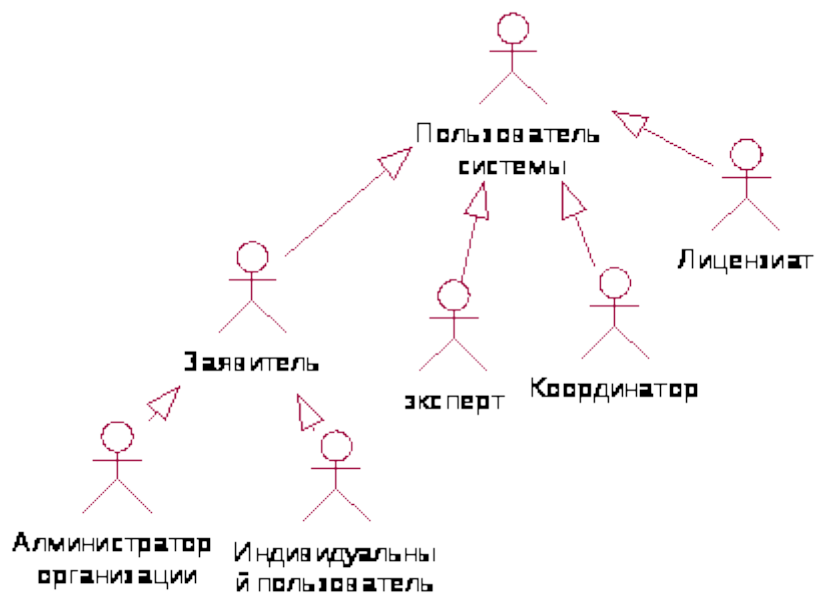 Пользователь
системы
Лицензиат
Заявитель
эксперт
Координатор
Администратор
организации
Индивидуальны
й пользователь